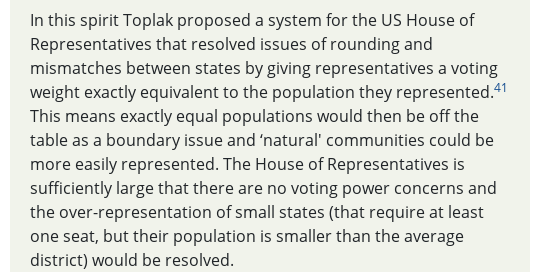 In this spirit Toplak proposed a system for the US House of
Representatives that resolved issues of rounding and
mismatches between states by giving representatives a voting
weight exactly equivalent to the population they represented.41
This means exactly equal populations would then be off the
table as a boundary issue and ‘natural' communities could be
more easily represented. The House of Representatives is
sufficiently large that there are no voting power concerns and
the over-representation of small states (that require at least
one seat, but their population is smaller than the average
district) would be resolved.